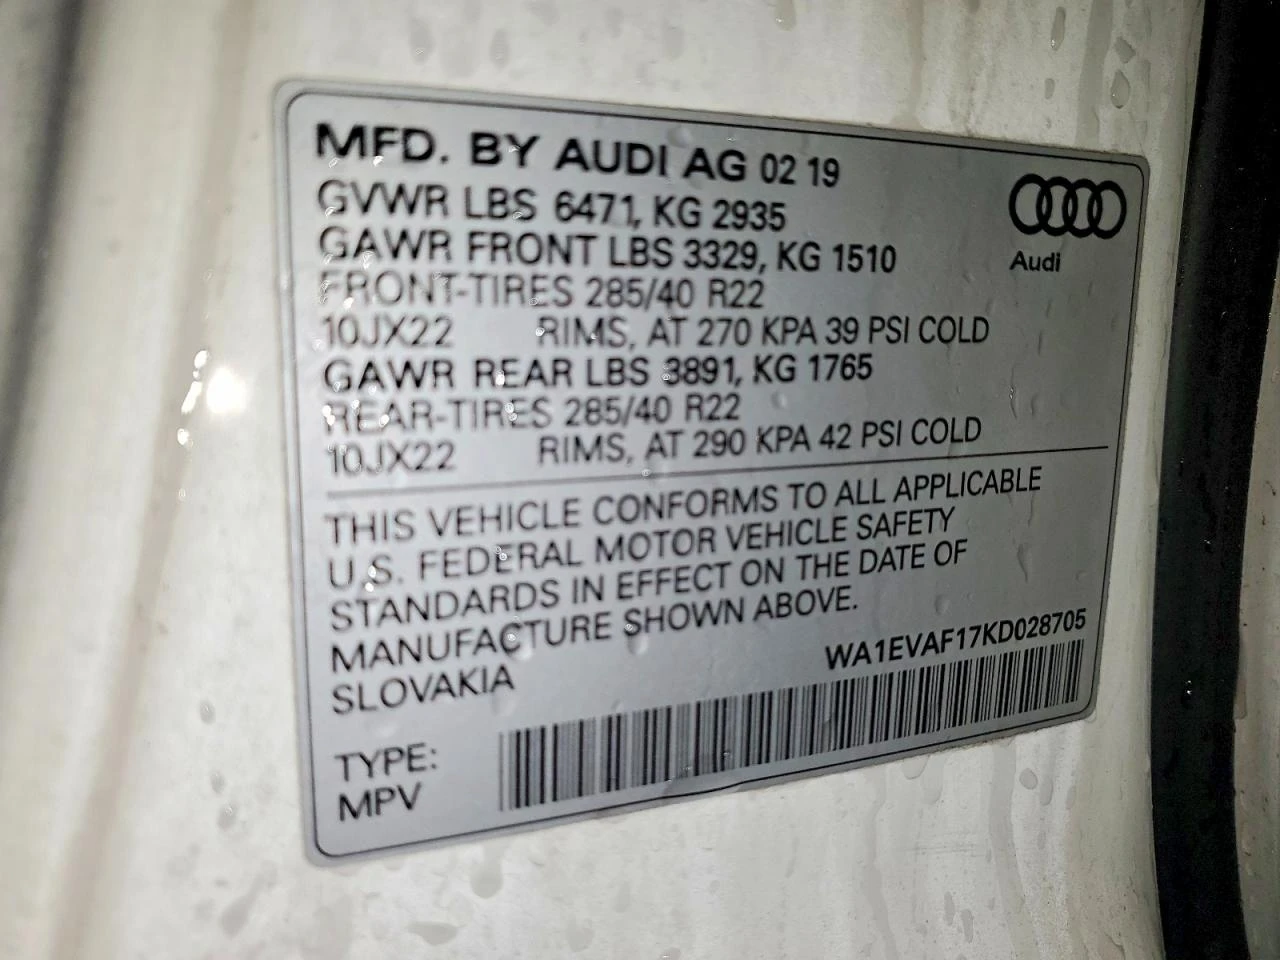 MFD. BY AUDI AG 02 19
GVWR LBS 6471, KG 2935
GAWR FRONT LBS 3329, KG 1510
FRONT-TIRES 285/40 R22
10JX22 RIMS, AT 270 KPA 39 PSI COLD
GAWR REAR LBS 3891, KG 1765
REAR-TIRES 285/40 R22
10JX22 RIMS, AT 290 KPA 42 PSI COLD
Audi
THIS VEHICLE CONFORMS TO ALL APPLICABLE
U.S. FEDERAL MOTOR VEHICLE SAFETY
STANDARDS IN EFFECT ON THE DATE OF
MANUFACTURE SHOWN ABOVE.
SLOVAKIA
WA1EVAF17KD028705
TYPE:
MPV